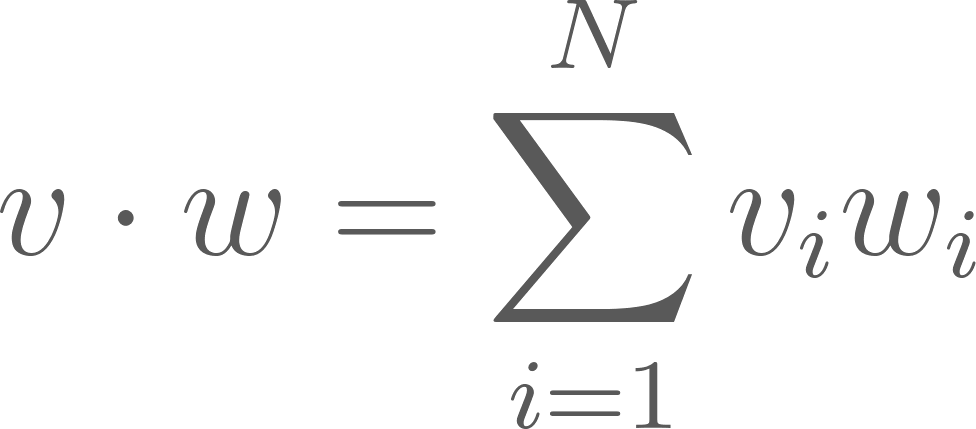 v · w = ∑_{i=1}^{N} v_i w_i